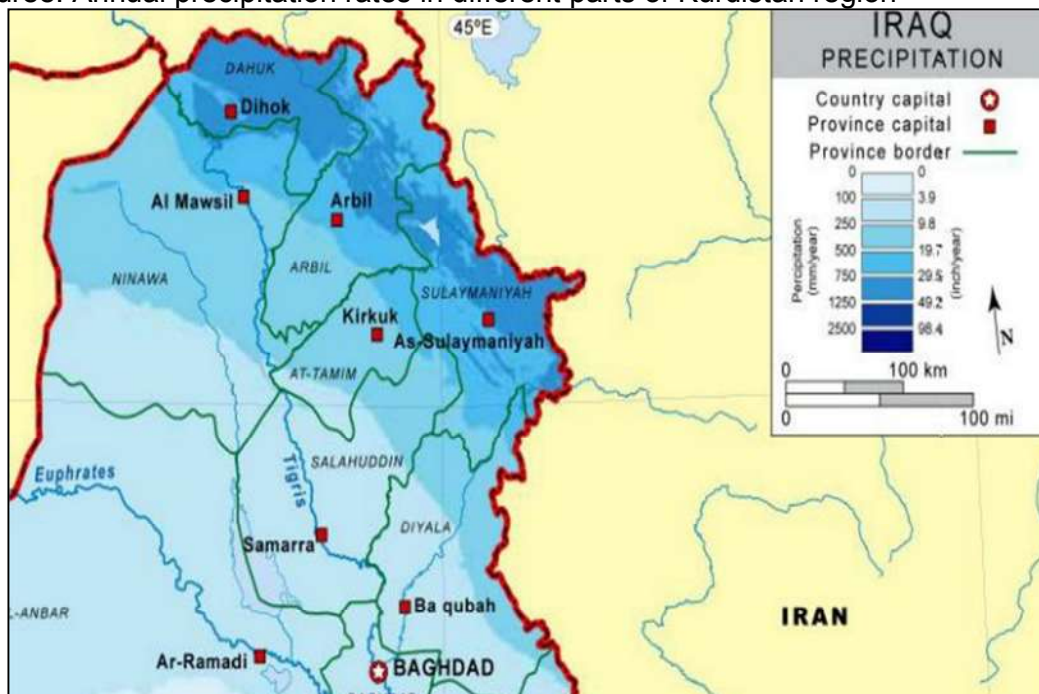 Annual precipitation rates in different parts of Kurdistan region
45°E
IRAQ
PRECIPITATION
Country capital
Province capital
Province border
0 0
100 3.9
250 9.8
500 19.7
750 29.5
1250 49.2
2500 98.4
Percipitation
(mm/year)
(inch/year)
N
0 100 km
0 100 mi
DAHUK
Dihok
Al Mawsil
Arbil
NINAWA
ARBIL
SULAYMANIYAH
Kirkuk
As-Sulaymaniyah
AT-TAMIM
SALAHUDDIN
Euphrates
Tigris
DIYALA
Samarra
L-ANBAR
Ba qubah
IRAN
Ar-Ramadi
BAGHDAD